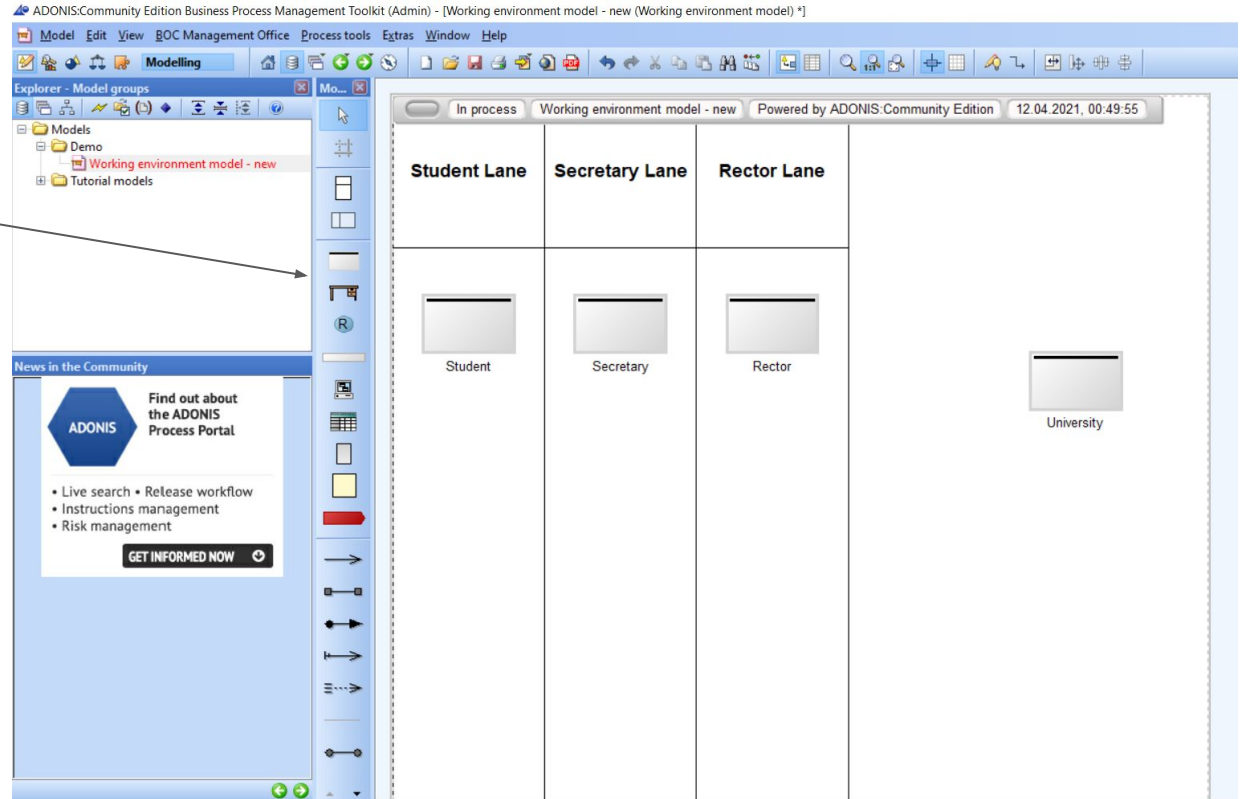 ADONIS:Community Edition Business Process Management Toolkit (Admin) - [Working environment model - new (Working environment model) *]
Model Edit View BOC Management Office Process tools Extras Window Help
Modelling
Explorer - Model groups
Mo...
Models
Demo
Working environment model - new
Tutorial models
In process Working environment model - new Powered by ADONIS:Community Edition 12.04.2021, 00:49:55
Student Lane Secretary Lane Rector Lane
R
Student Secretary Rector
University
News in the Community
ADONIS
Find out about
the ADONIS
Process Portal
• Live search • Release workflow
• Instructions management
• Risk management
GET INFORMED NOW